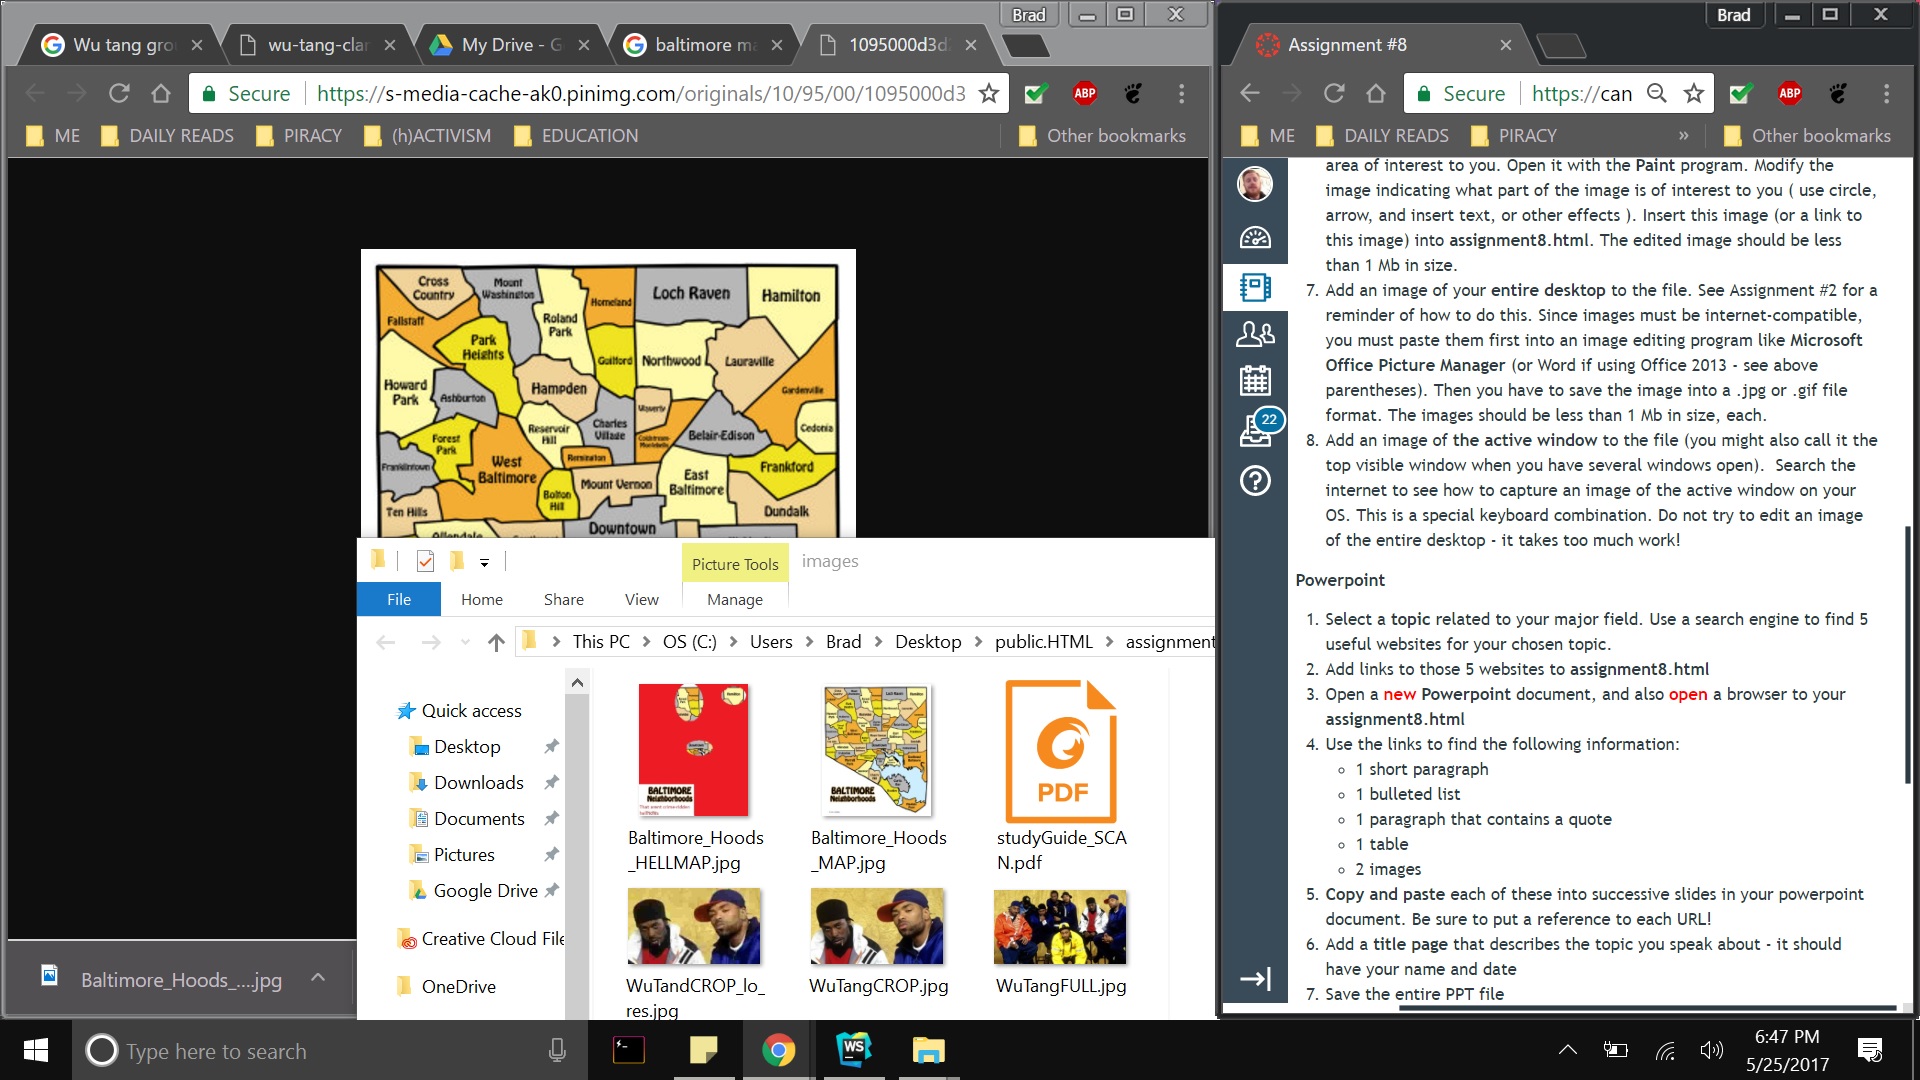 Brad
Wu tang gro
wu-tang-clan
My Drive - G
baltimore ma
1095000d3d
Secure
https://s-media-cache-ak0.pinimg.com/originals/10/95/00/1095000d3
ABP
ME
DAILY READS
PIRACY
(h)ACTIVISM
EDUCATION
Other bookmarks
Cross
Country
Mount
Washington
Roland
Park
Homeland
Loch Raven
Hamilton
Fallstaff
Park
Heights
Guilford
Northwood
Lauraville
Howard
Park
Ashburton
Hampden
Waverly
Gardenville
Forest
Park
Reservoir
Hill
Charles
Village
Belair-Edison
Cedonia
Franklintown
West
Baltimore
Remington
Frankford
Bolton
Hill
Mount Vernon
East
Baltimore
Ten Hills
Downtown
Dundalk
Picture Tools
images
File
Home
Share
View
Manage
This PC
OS (C:)
Users
Brad
Desktop
public.HTML
assignment
Quick access
Desktop
Downloads
Documents
Pictures
Google Drive
Creative Cloud File
OneDrive
BALTIMORE
Neighborhoods
BALTIMORE
Neighborhoods
PDF
Baltimore_Hoods
_HELLMAP.jpg
Baltimore_Hoods
_MAP.jpg
studyGuide_SCA
N.pdf
WuTandCROP_lo_
res.jpg
WuTangCROP.jpg
WuTangFULL.jpg
Baltimore_Hoods_....jpg
Brad
Assignment #8
Secure
https://can
ABP
ME
DAILY READS
PIRACY
»
Other bookmarks
22
area of interest to you. Open it with the Paint program. Modify the
image indicating what part of the image is of interest to you ( use circle,
arrow, and insert text, or other effects ). Insert this image (or a link to
this image) into assignment8.html. The edited image should be less
than 1 Mb in size.
7. Add an image of your entire desktop to the file. See Assignment #2 for a
reminder of how to do this. Since images must be internet-compatible,
you must paste them first into an image editing program like Microsoft
Office Picture Manager (or Word if using Office 2013 - see above
parentheses). Then you have to save the image into a .jpg or .gif file
format. The images should be less than 1 Mb in size, each.
8. Add an image of the active window to the file (you might also call it the
top visible window when you have several windows open). Search the
internet to see how to capture an image of the active window on your
OS. This is a special keyboard combination. Do not try to edit an image
of the entire desktop - it takes too much work!
Powerpoint
1. Select a topic related to your major field. Use a search engine to find 5
useful websites for your chosen topic.
2. Add links to those 5 websites to assignment8.html
3. Open a new Powerpoint document, and also open a browser to your
assignment8.html
4. Use the links to find the following information:
1 short paragraph
1 bulleted list
1 paragraph that contains a quote
1 table
2 images
5. Copy and paste each of these into successive slides in your powerpoint
document. Be sure to put a reference to each URL!
6. Add a title page that describes the topic you speak about - it should
have your name and date
7. Save the entire PPT file
Type here to search
WS
6:47 PM
5/25/2017